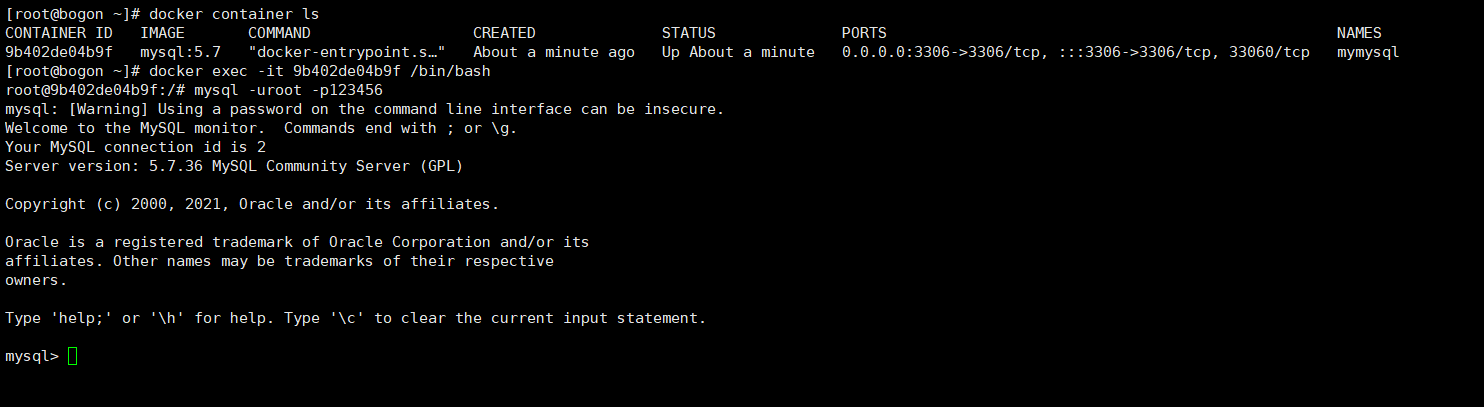 [root@bogon ~]# docker container ls
CONTAINER ID   IMAGE       COMMAND                  CREATED              STATUS              PORTS                                                  NAMES
9b402de04b9f   mysql:5.7   "docker-entrypoint.s…"   About a minute ago   Up About a minute   0.0.0.0:3306->3306/tcp, :::3306->3306/tcp, 33060/tcp   mymysql
[root@bogon ~]# docker exec -it 9b402de04b9f /bin/bash
root@9b402de04b9f:/# mysql -uroot -p123456
mysql: [Warning] Using a password on the command line interface can be insecure.
Welcome to the MySQL monitor.  Commands end with ; or \g.
Your MySQL connection id is 2
Server version: 5.7.36 MySQL Community Server (GPL)

Copyright (c) 2000, 2021, Oracle and/or its affiliates.

Oracle is a registered trademark of Oracle Corporation and/or its
affiliates. Other names may be trademarks of their respective
owners.

Type 'help;' or '\h' for help. Type '\c' to clear the current input statement.

mysql>